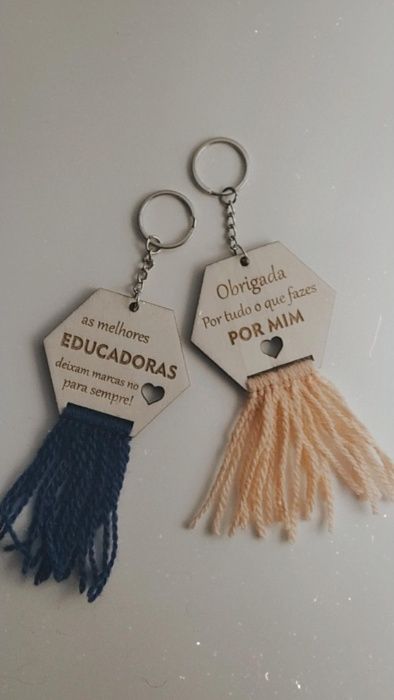 as melhores
EDUCADORAS
deixam marcas no
para sempre!
Obrigada
Por tudo o que fazes
POR MIM